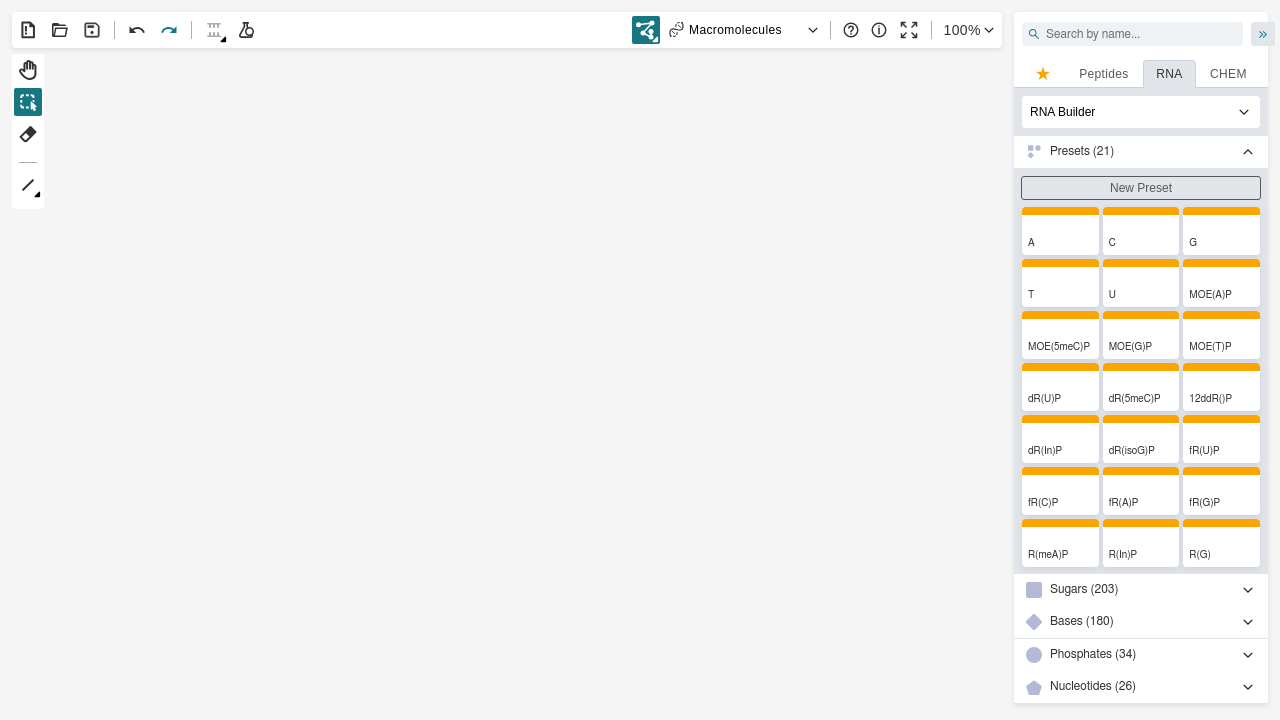 Macromolecules
100%
Search by name...
Peptides
RNA
CHEM
RNA Builder
Presets (21)
New Preset
A
C
G
T
U
MOE(A)P
MOE(5meC)P
MOE(G)P
MOE(T)P
dR(U)P
dR(5meC)P
12ddR()P
dR(In)P
dR(isoG)P
fR(U)P
fR(C)P
fR(A)P
fR(G)P
R(meA)P
R(In)P
R(G)
Sugars (203)
Bases (180)
Phosphates (34)
Nucleotides (26)